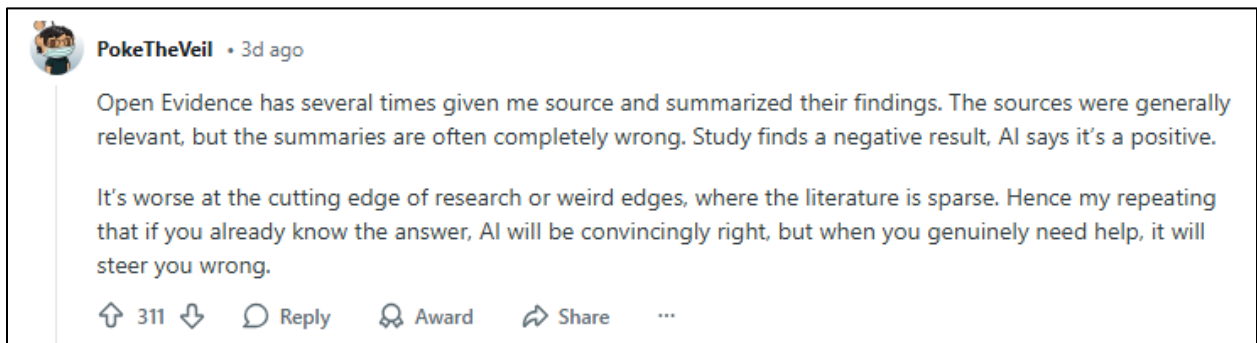 PokeTheVeil • 3d ago
Open Evidence has several times given me source and summarized their findings. The sources were generally
relevant, but the summaries are often completely wrong. Study finds a negative result, AI says it’s a positive.
It’s worse at the cutting edge of research or weird edges, where the literature is sparse. Hence my repeating
that if you already know the answer, AI will be convincingly right, but when you genuinely need help, it will
steer you wrong.
311 Reply Award Share ...